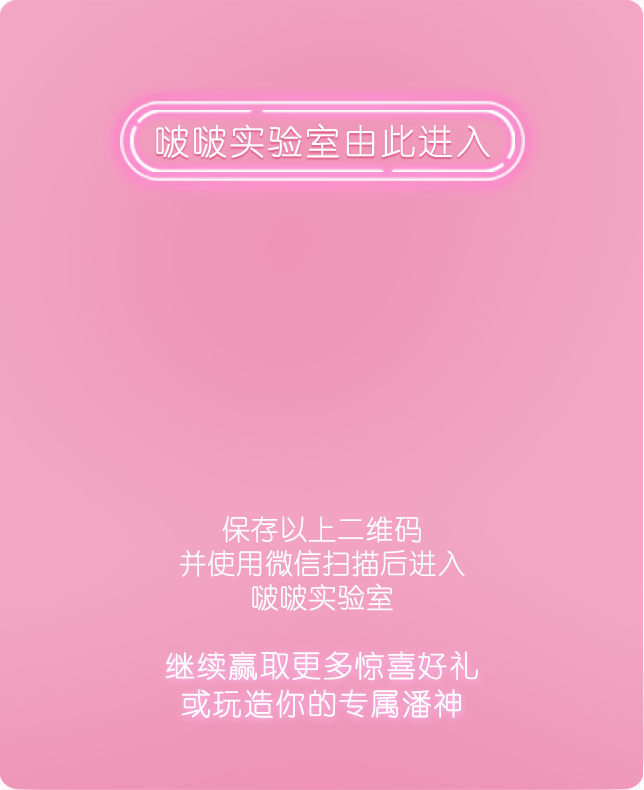 啵啵实验室由此进入
保存以上二维码
并使用微信扫描后进入
啵啵实验室
继续赢取更多惊喜好礼
或玩造你的专属潘神